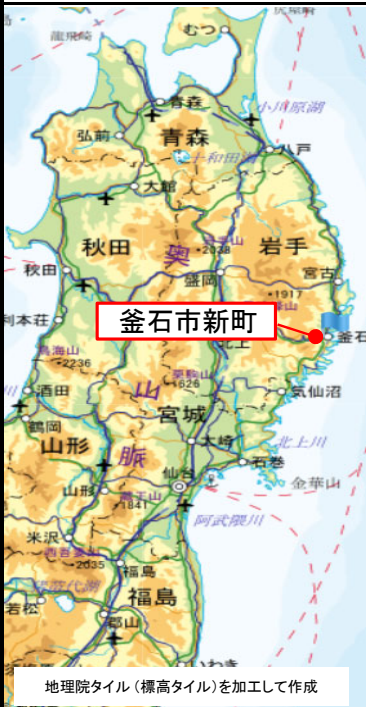 むつ
龍飛崎
青森
小川原湖
弘前
青森
八戸
十和田湖
大館
秋田
奥
岩手
2038
秋田
盛岡
宮古
1917
釜石市新町
利本荘
釜石
鳥海山
2236
北上
栗駒山
1626
酒田
山
気仙沼
鶴岡
宮城
北上川
山形
大崎
脈
石巻
仙台
金華山
山形
蔵王山
1841
阿武隈川
米沢
西吾妻山
2035
福島
猪苗代湖
若松
福島
郡山
いわき
地理院タイル(標高タイル)を加工して作成